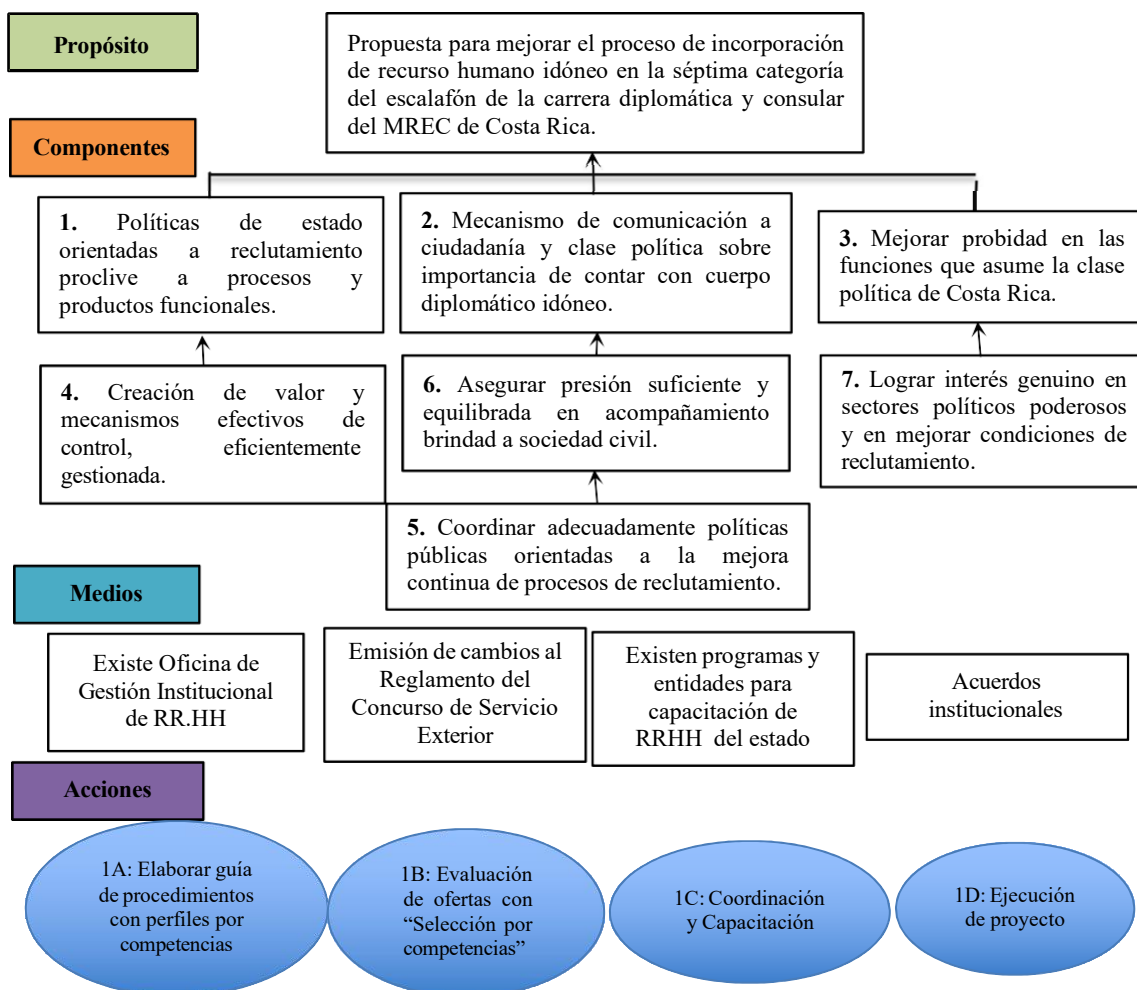 Propósito
Propuesta para mejorar el proceso de incorporación
de recurso humano idóneo en la séptima categoría
del escalafón de la carrera diplomática y consular
del MREC de Costa Rica.
Componentes
1. Políticas de estado
orientadas a reclutamiento
proclive a procesos y
productos funcionales.
2. Mecanismo de comunicación a
ciudadanía y clase política sobre
importancia de contar con cuerpo
diplomático idóneo.
3. Mejorar probidad en las
funciones que asume la clase
política de Costa Rica.
4. Creación de valor y
mecanismos efectivos de
control, eficientemente
gestionada.
6. Asegurar presión suficiente y
equilibrada en acompañamiento
brindad a sociedad civil.
7. Lograr interés genuino en
sectores políticos poderosos
y en mejorar condiciones de
reclutamiento.
5. Coordinar adecuadamente políticas
públicas orientadas a la mejora
continua de procesos de reclutamiento.
Medios
Existe Oficina de
Gestión Institucional
de RR.HH
Emisión de cambios al
Reglamento del
Concurso de Servicio
Exterior
Existen programas y
entidades para
capacitación de
RRHH del estado
Acuerdos
institucionales
Acciones
1A: Elaborar guía
de procedimientos
con perfiles por
competencias
1B: Evaluación
de ofertas con
“Selección por
competencias”
1C: Coordinación
y Capacitación
1D: Ejecución
de proyecto